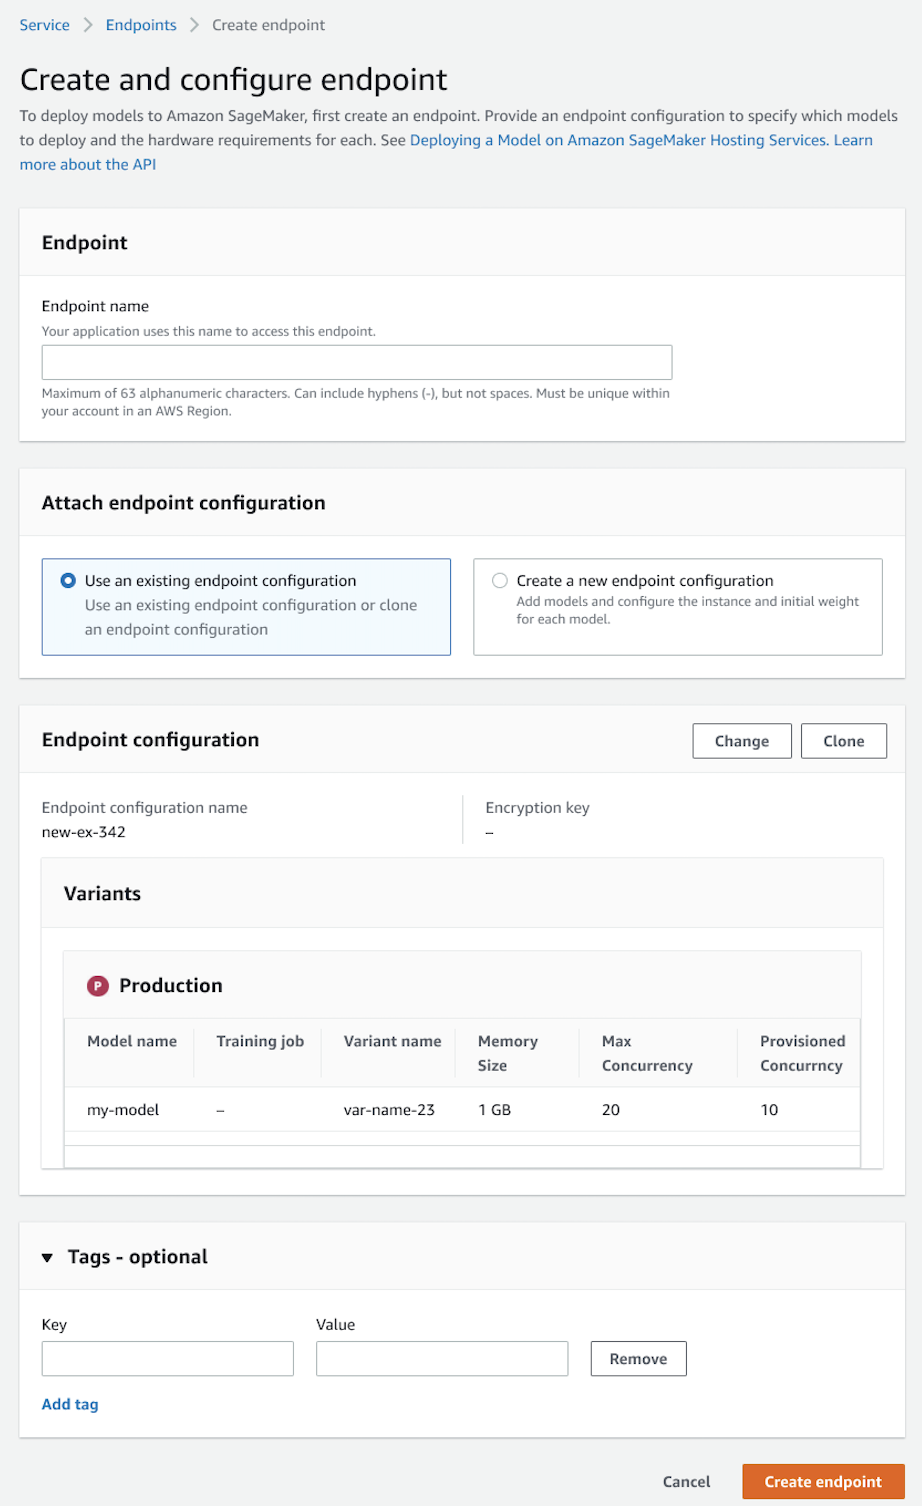 Service > Endpoints > Create endpoint
Create and configure endpoint
To deploy models to Amazon SageMaker, first create an endpoint. Provide an endpoint configuration to specify which models
to deploy and the hardware requirements for each. See Deploying a Model on Amazon SageMaker Hosting Services. Learn
more about the API
Endpoint
Endpoint name
Your application uses this name to access this endpoint.
Maximum of 63 alphanumeric characters. Can include hyphens (-), but not spaces. Must be unique within
your account in an AWS Region.
Attach endpoint configuration
Use an existing endpoint configuration
Use an existing endpoint configuration or clone
an endpoint configuration
Create a new endpoint configuration
Add models and configure the instance and initial weight
for each model.
Endpoint configuration
Change Clone
Endpoint configuration name
new-ex-342
Encryption key
–
Variants
P Production
Model name Training job Variant name Memory Size Max Concurrency Provisioned Concurrncy
my-model – var-name-23 1 GB 20 10
Tags - optional
Key Value
Remove
Add tag
Cancel Create endpoint